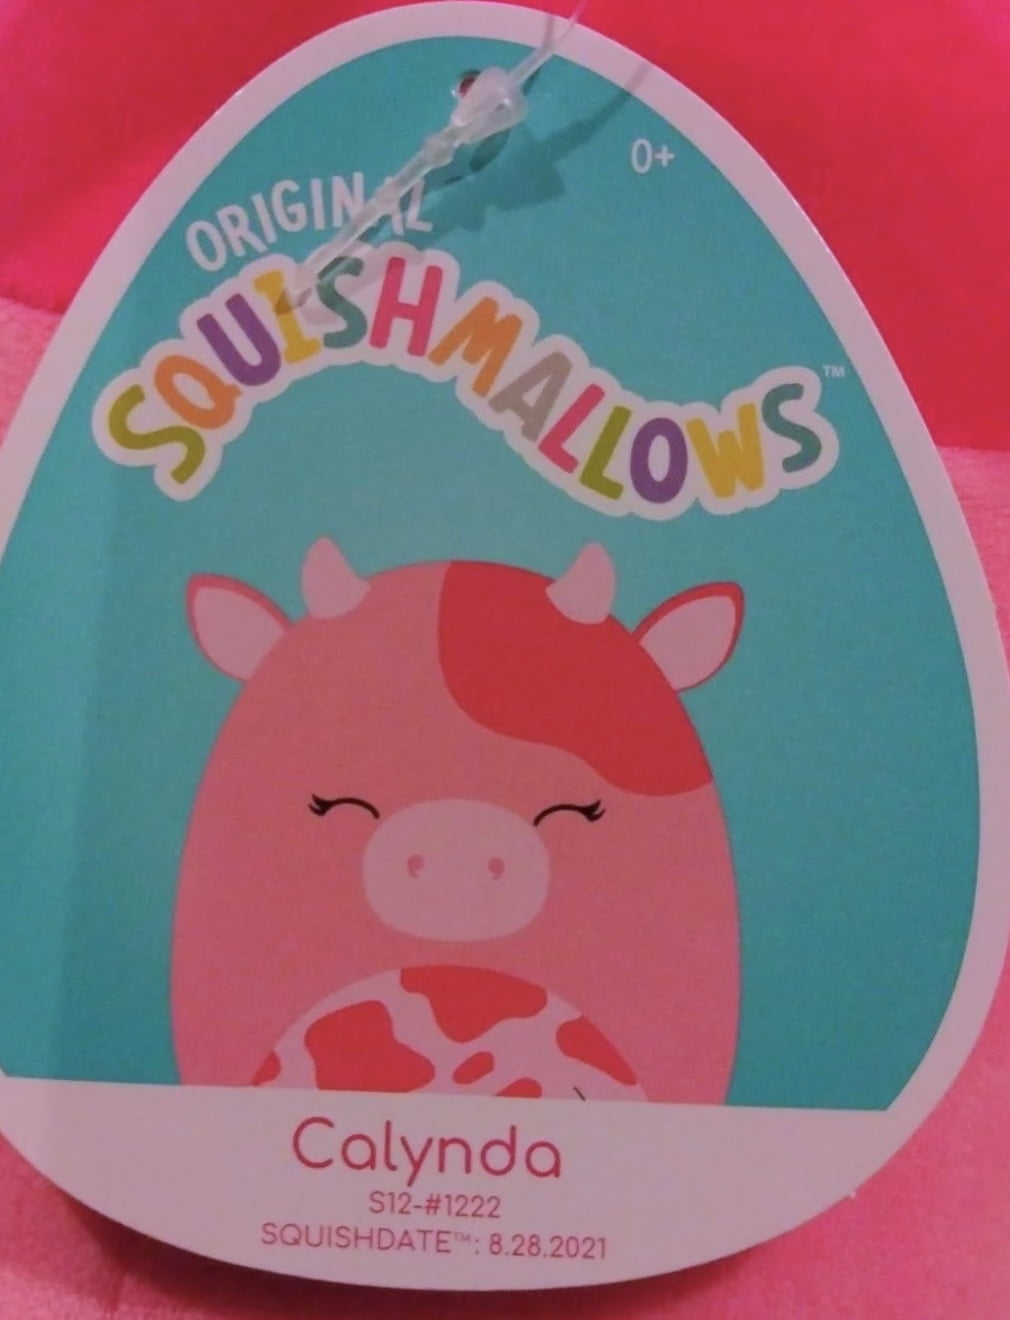 0+
ORIGINAL
SQUISHMALLOWS™
Calynda
S12-#1222
SQUISHDATE™: 8.28.2021